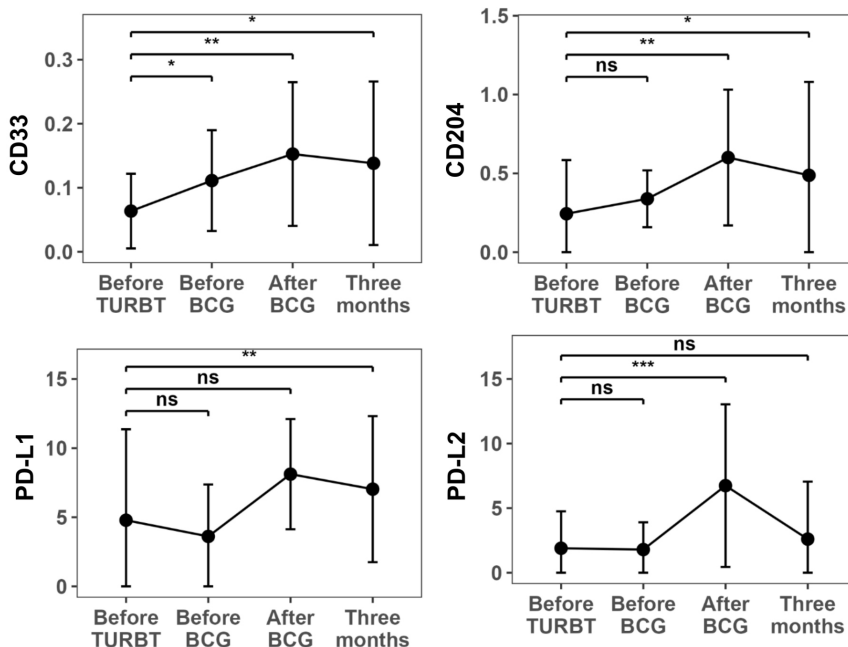 CD33
0.3
0.2
0.1
0.0
*
**
*
Before TURBT
Before BCG
After BCG
Three months
CD204
1.5
1.0
0.5
0.0
*
**
ns
Before TURBT
Before BCG
After BCG
Three months
PD-L1
15
10
5
0
**
ns
ns
Before TURBT
Before BCG
After BCG
Three months
PD-L2
15
10
5
0
ns
***
ns
Before TURBT
Before BCG
After BCG
Three months